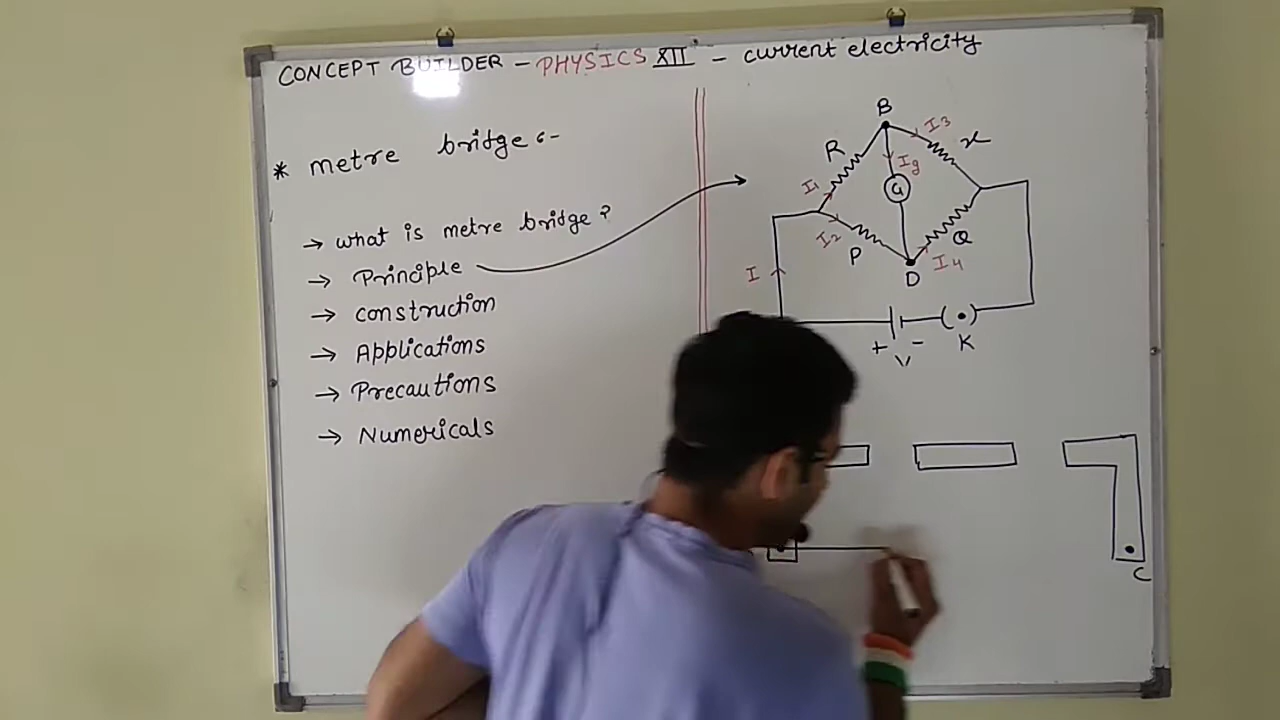 CONCEPT BUILDER - PHYSICS XII - current electricity
* metre bridge :-
→ what is metre bridge ?
→ Principle
→ construction
→ Applications
→ Precautions
→ Numericals
B
R
I3
x
I1
Ig
G
I2
P
Q
I4
D
I
+ V -
(•)
K
C